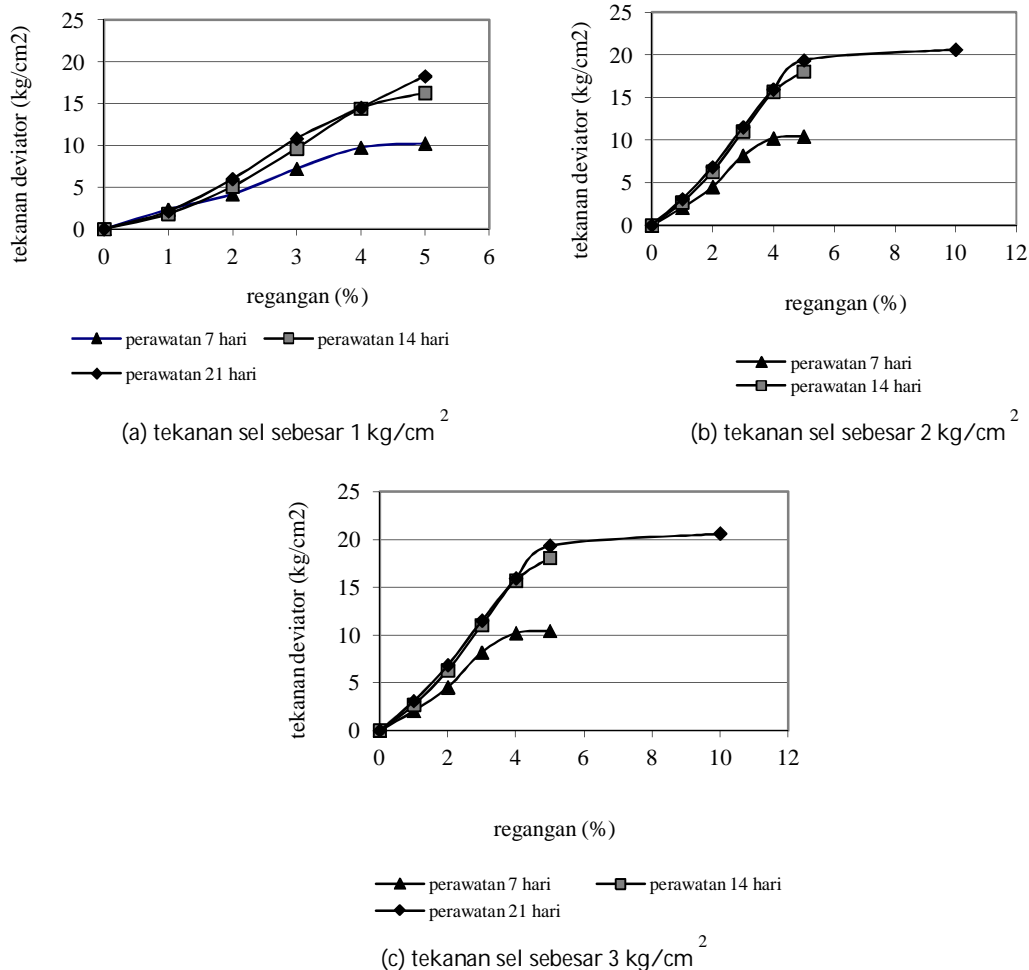 25
20
15
10
5
0
tekanan deviator (kg/cm2)
0 1 2 3 4 5 6
regangan (%)
perawatan 7 hari perawatan 14 hari
perawatan 21 hari
(a) tekanan sel sebesar 1 kg/cm²
25
20
15
10
5
0
tekanan deviator (kg/cm2)
0 2 4 6 8 10 12
regangan (%)
perawatan 7 hari
perawatan 14 hari
(b) tekanan sel sebesar 2 kg/cm²
25
20
15
10
5
0
tekanan deviator (kg/cm2)
0 2 4 6 8 10 12
regangan (%)
perawatan 7 hari perawatan 14 hari
perawatan 21 hari
(c) tekanan sel sebesar 3 kg/cm²